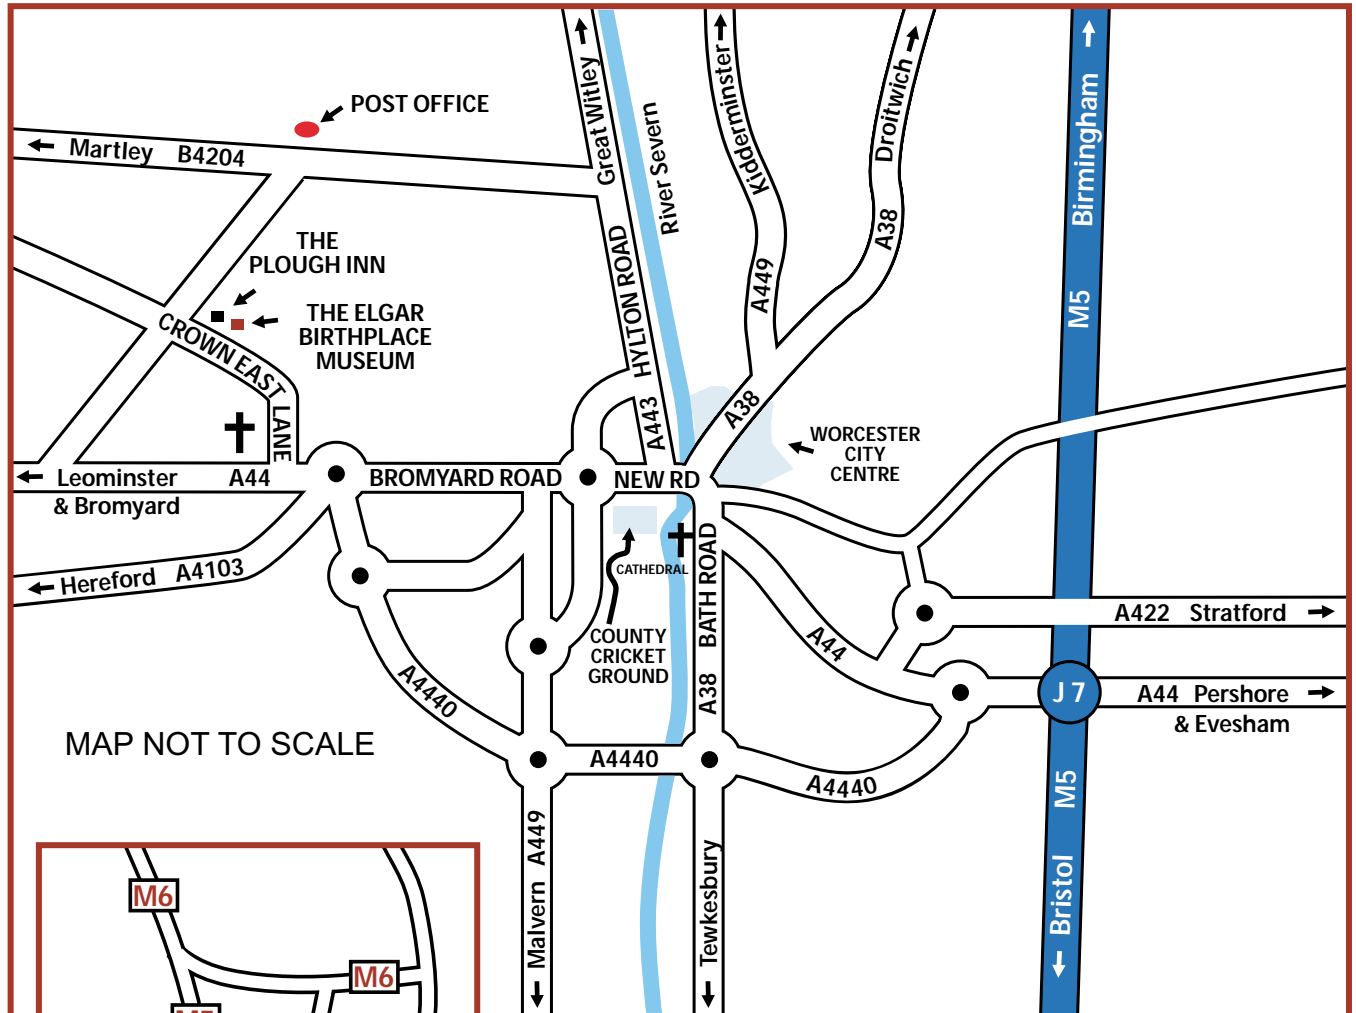 POST OFFICE
Martley B4204
Great Witley
River Severn
Kidderminster
Droitwich
Birmingham
THE
PLOUGH INN
THE ELGAR
BIRTHPLACE
MUSEUM
HYLTON ROAD
A449
A38
M5
CROWN EAST
LANE
A443
A38
WORCESTER
CITY
CENTRE
Leominster A44
& Bromyard
BROMYARD ROAD
NEW RD
Hereford A4103
CATHEDRAL
BATH ROAD
A38
COUNTY
CRICKET
GROUND
A44
A422 Stratford
J 7
A44 Pershore
& Evesham
A4440
A4440
A4440
MAP NOT TO SCALE
Malvern A449
Tewkesbury
M5
Bristol
M6
M6